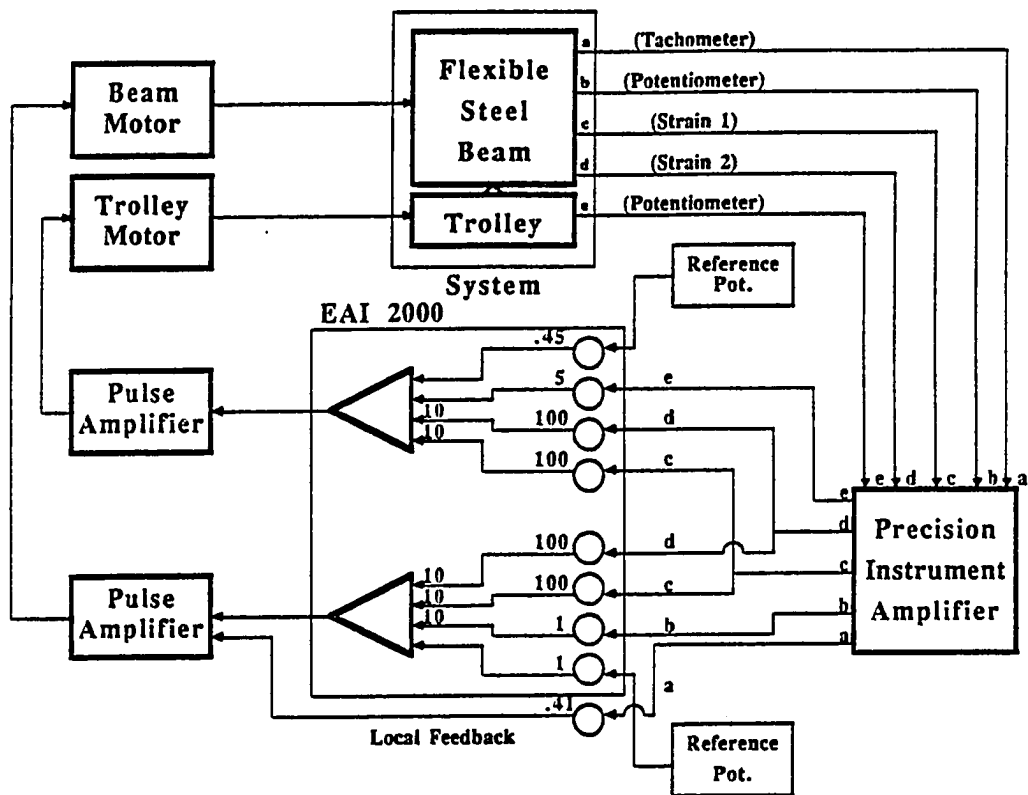 a (Tachometer)
Beam
Motor
Flexible
Steel
Beam
b (Potentiometer)
c (Strain 1)
d (Strain 2)
Trolley
Motor
Trolley
e (Potentiometer)
System
Reference
Pot.
EAI 2000
.45
5 e
Pulse
Amplifier
10 100 d
10 100 c
e d c b a
e
d
c
b
a
Precision
Instrument
Amplifier
100 d
Pulse
Amplifier
10 100 c
10
10 1 b
1
a
.41
Local Feedback
Reference
Pot.